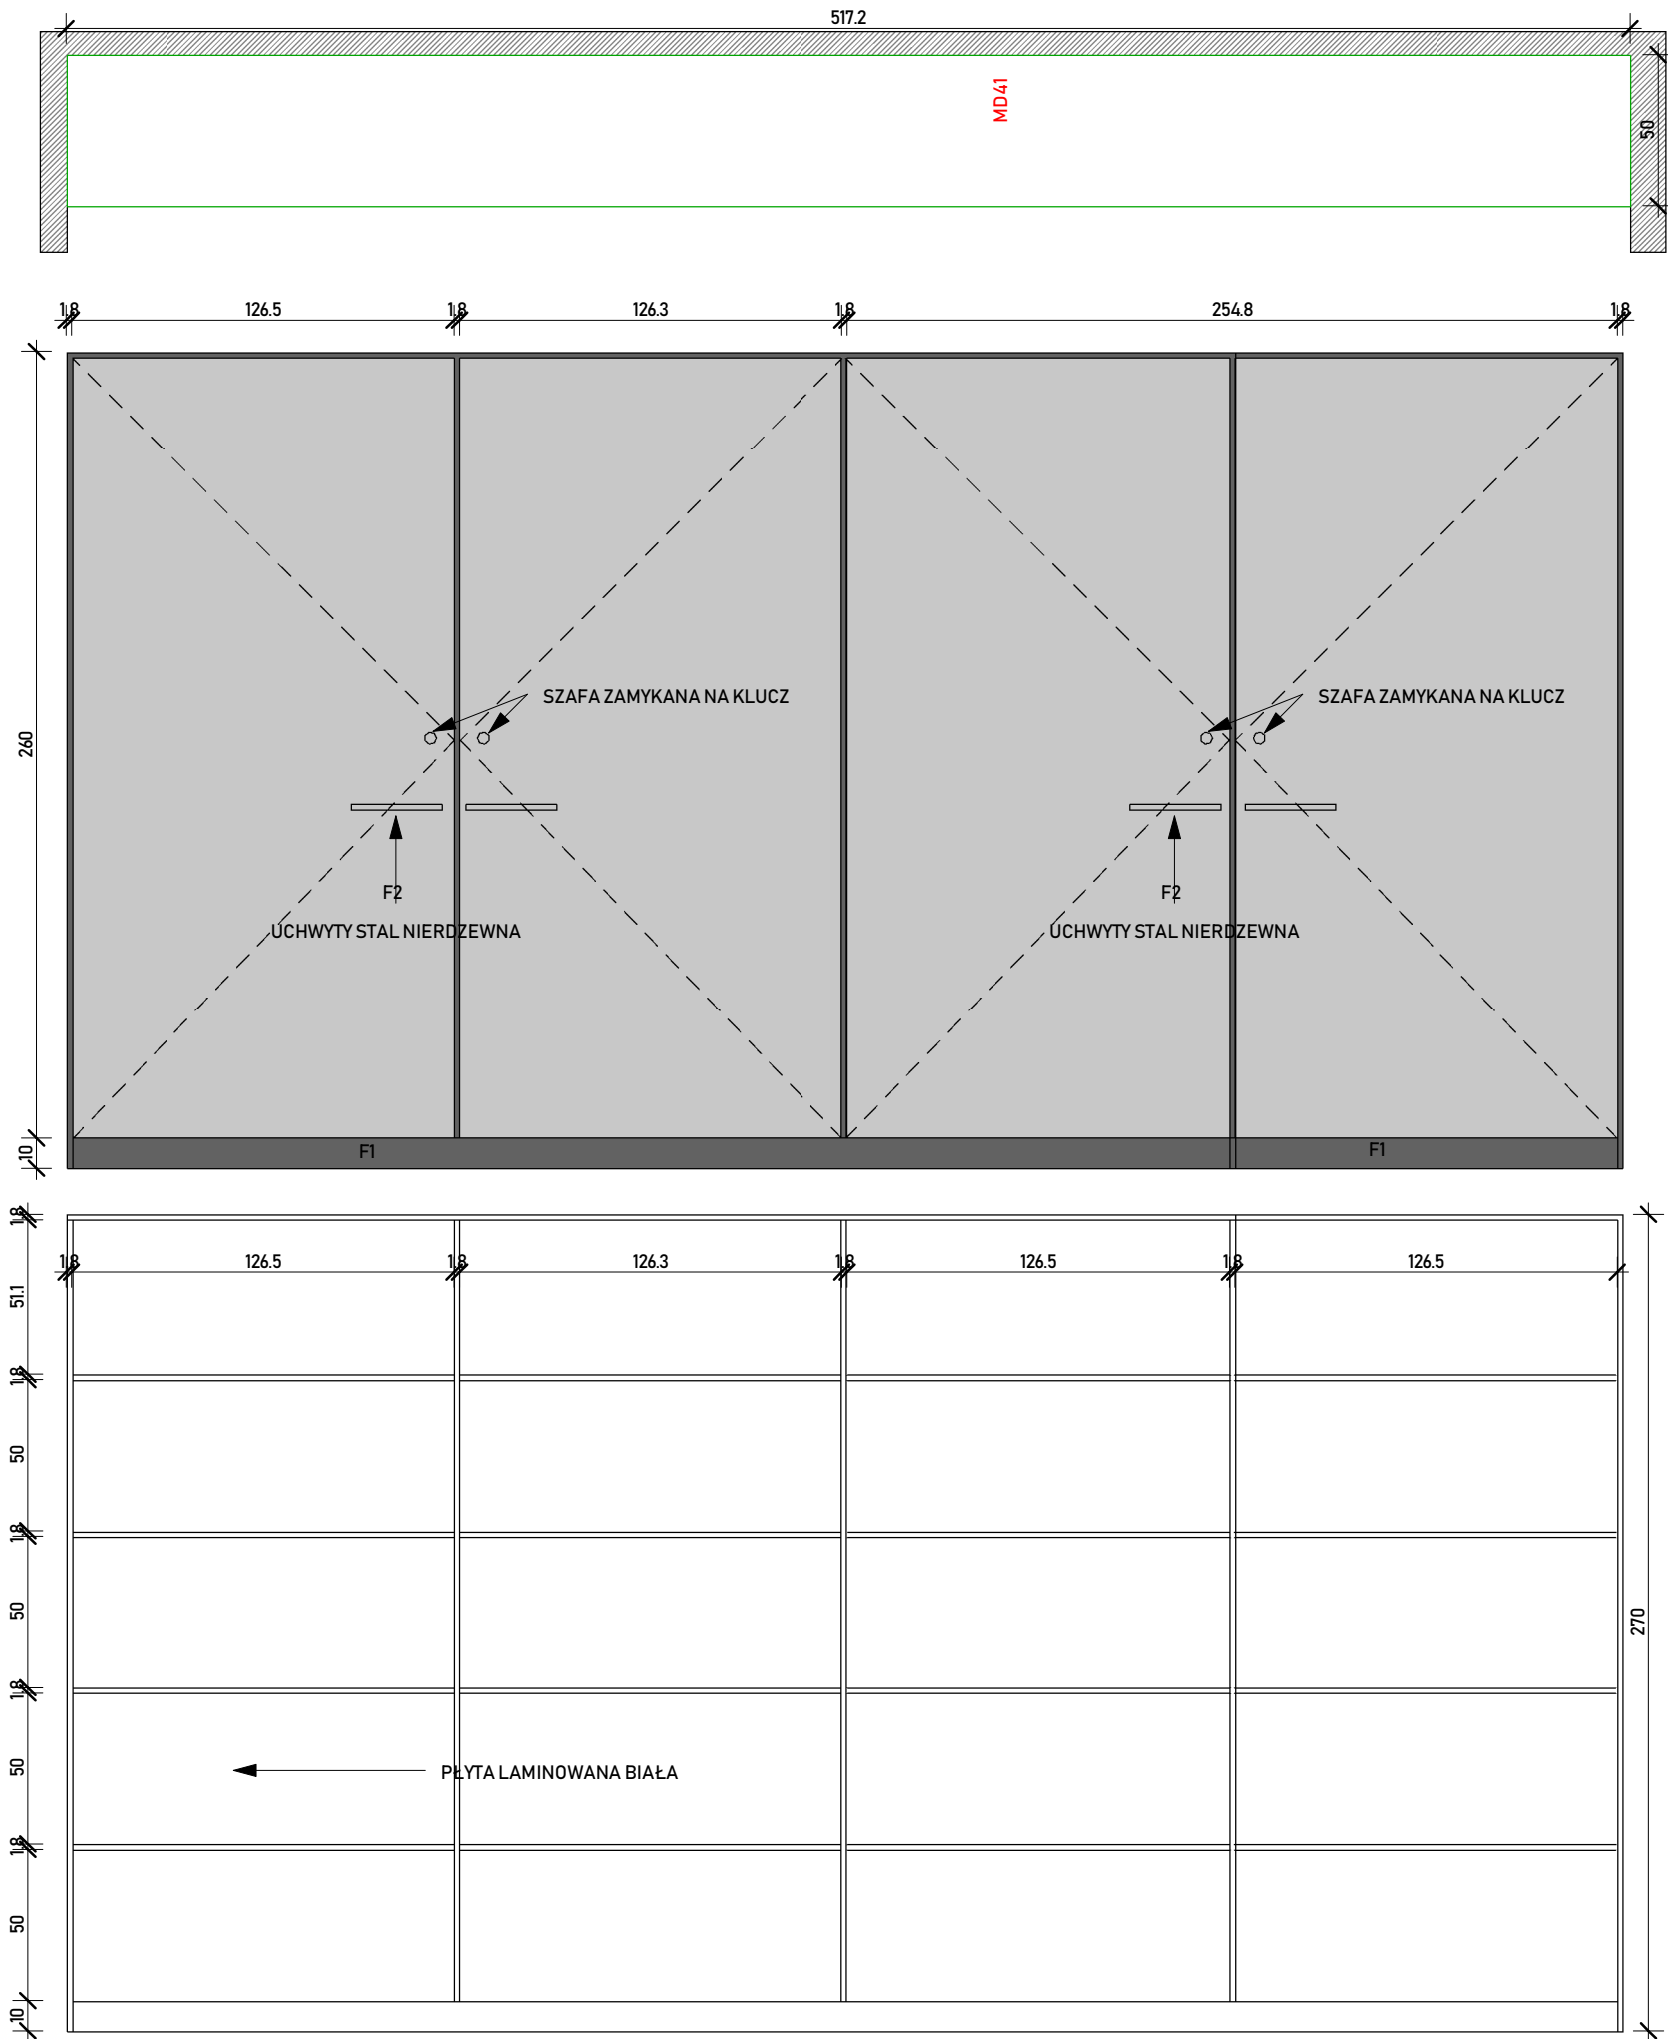 517.2
MD41
50
1.8 126.5 1.8 126.3 1.8 254.8 1.8
260
SZAFA ZAMYKANA NA KLUCZ SZAFA ZAMYKANA NA KLUCZ
F2 F2
UCHWYTY STAL NIERDZEWNA UCHWYTY STAL NIERDZEWNA
10
F1 F1
1.8
1.8 126.5 1.8 126.3 1.8 126.5 1.8 126.5
51.1
1.8
50
1.8
50
270
1.8
50
PŁYTA LAMINOWANA BIAŁA
1.8
50
10